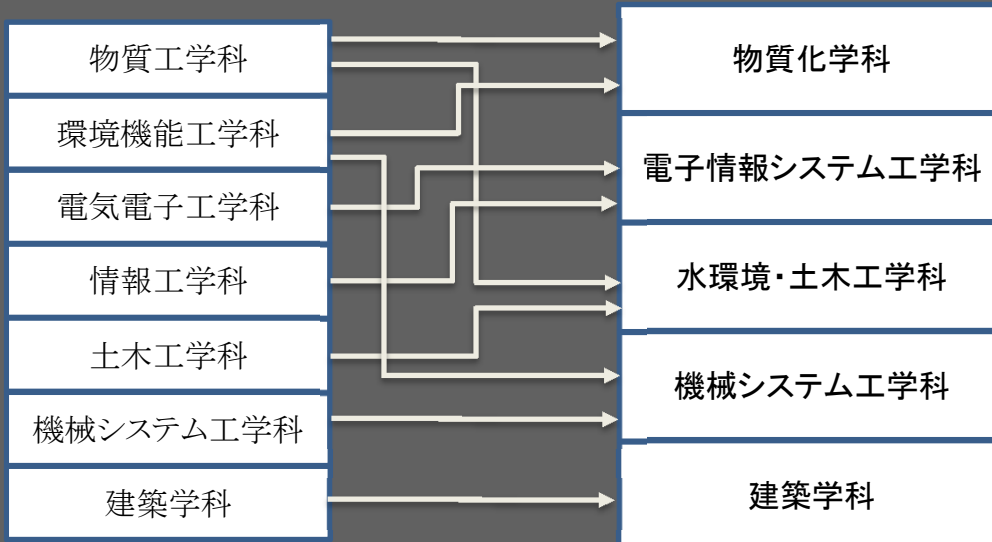 物質工学科
環境機能工学科
電気電子工学科
情報工学科
土木工学科
機械システム工学科
建築学科
物質化学科
電子情報システム工学科
水環境・土木工学科
機械システム工学科
建築学科